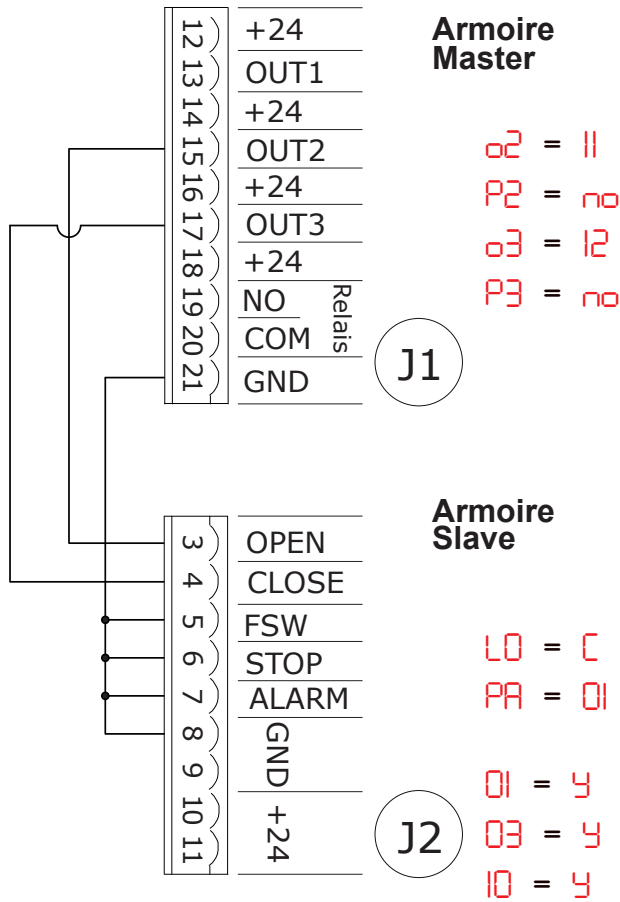 12 +24
13 OUT1
14 +24
15 OUT2
16 +24
17 OUT3
18 +24
19 NO
20 COM
Relais
21 GND
J1
Armoire
Master
o2 = 11
P2 = no
o3 = 12
P3 = no
3 OPEN
4 CLOSE
5 FSW
6 STOP
7 ALARM
8
9
GND
10
11
+24
J2
Armoire
Slave
LO = C
PA = 01
01 = Y
03 = Y
10 = Y